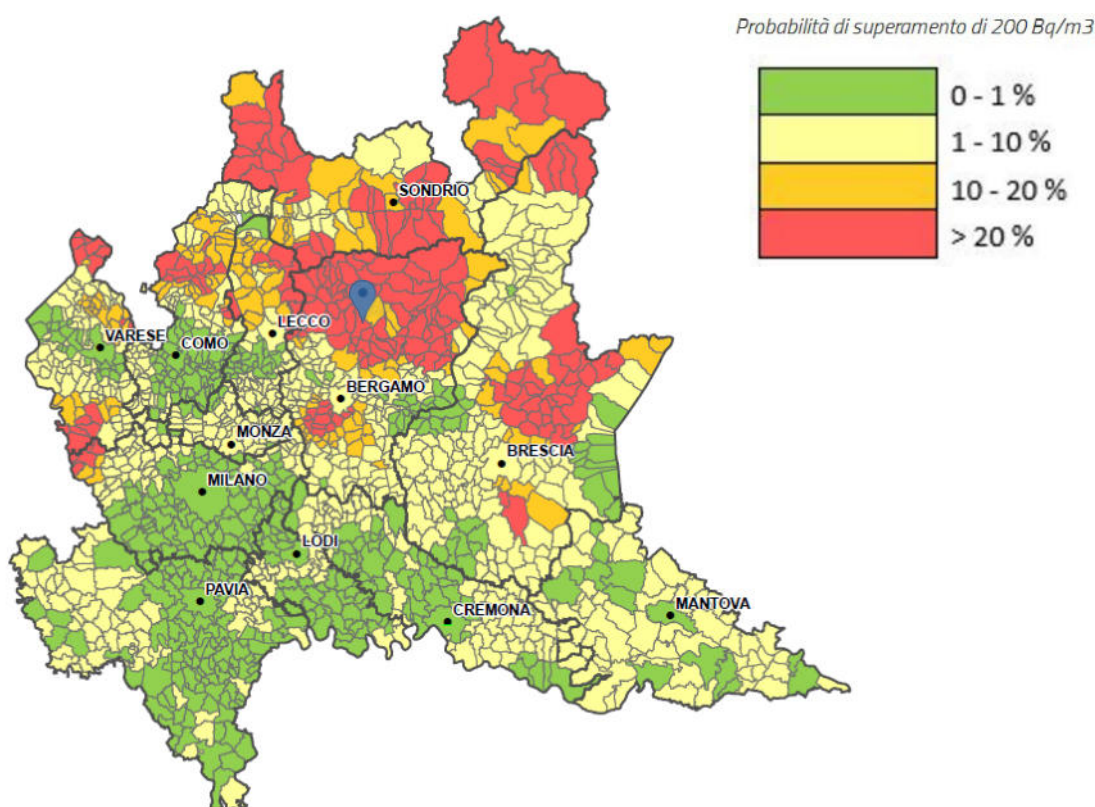 Probabilità di superamento di 200 Bq/m3
0 - 1 %
1 - 10 %
10 - 20 %
> 20 %
SONDRIO
LECCO
VARESE
COMO
BERGAMO
MONZA
BRESCIA
MILANO
LODI
PAVIA
CREMONA
MANTOVA